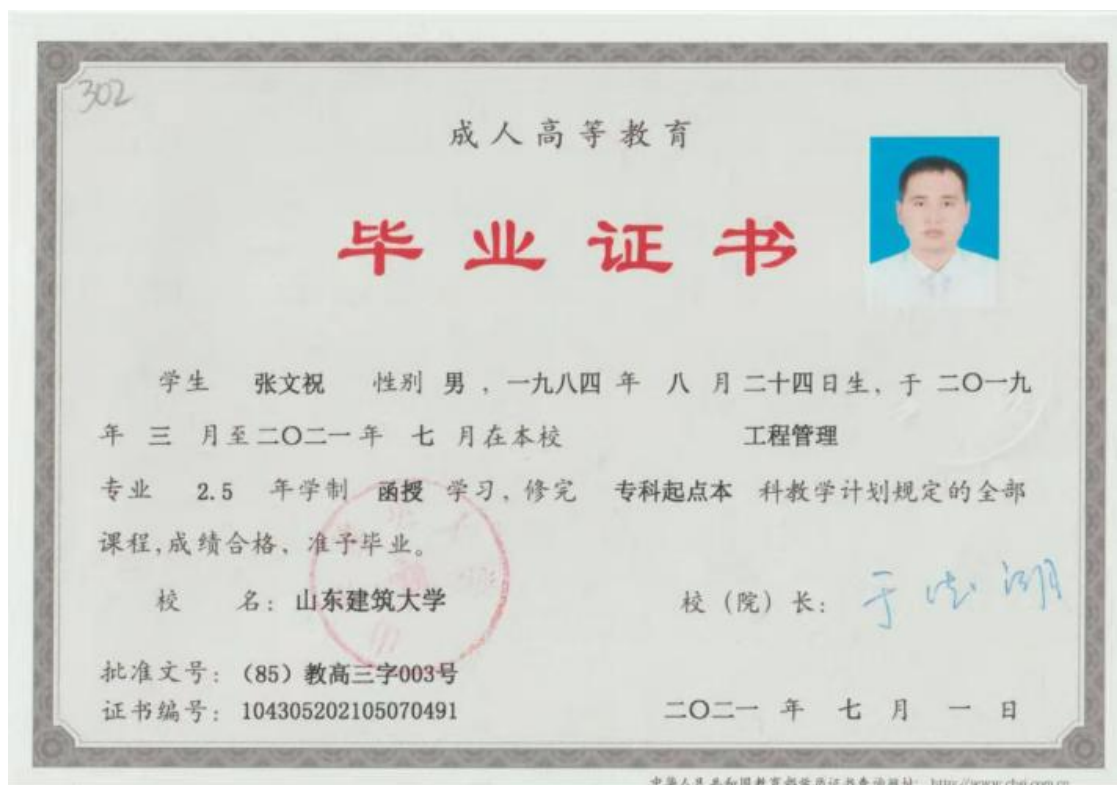 302
成人高等教育
毕业证书
学生 张文祝 性别 男，一九八四 年 八 月 二十四日生，于 二〇一九
年 三 月至二〇二一年 七 月在本校 工程管理
专业 2.5 年学制 函授 学习，修完 专科起点本 科教学计划规定的全部
课程，成绩合格，准予毕业。
校 名：山东建筑大学 校（院）长：
批准文号：（85）教高三字003号
证书编号：104305202105070491 二〇二一 年 七 月 一 日